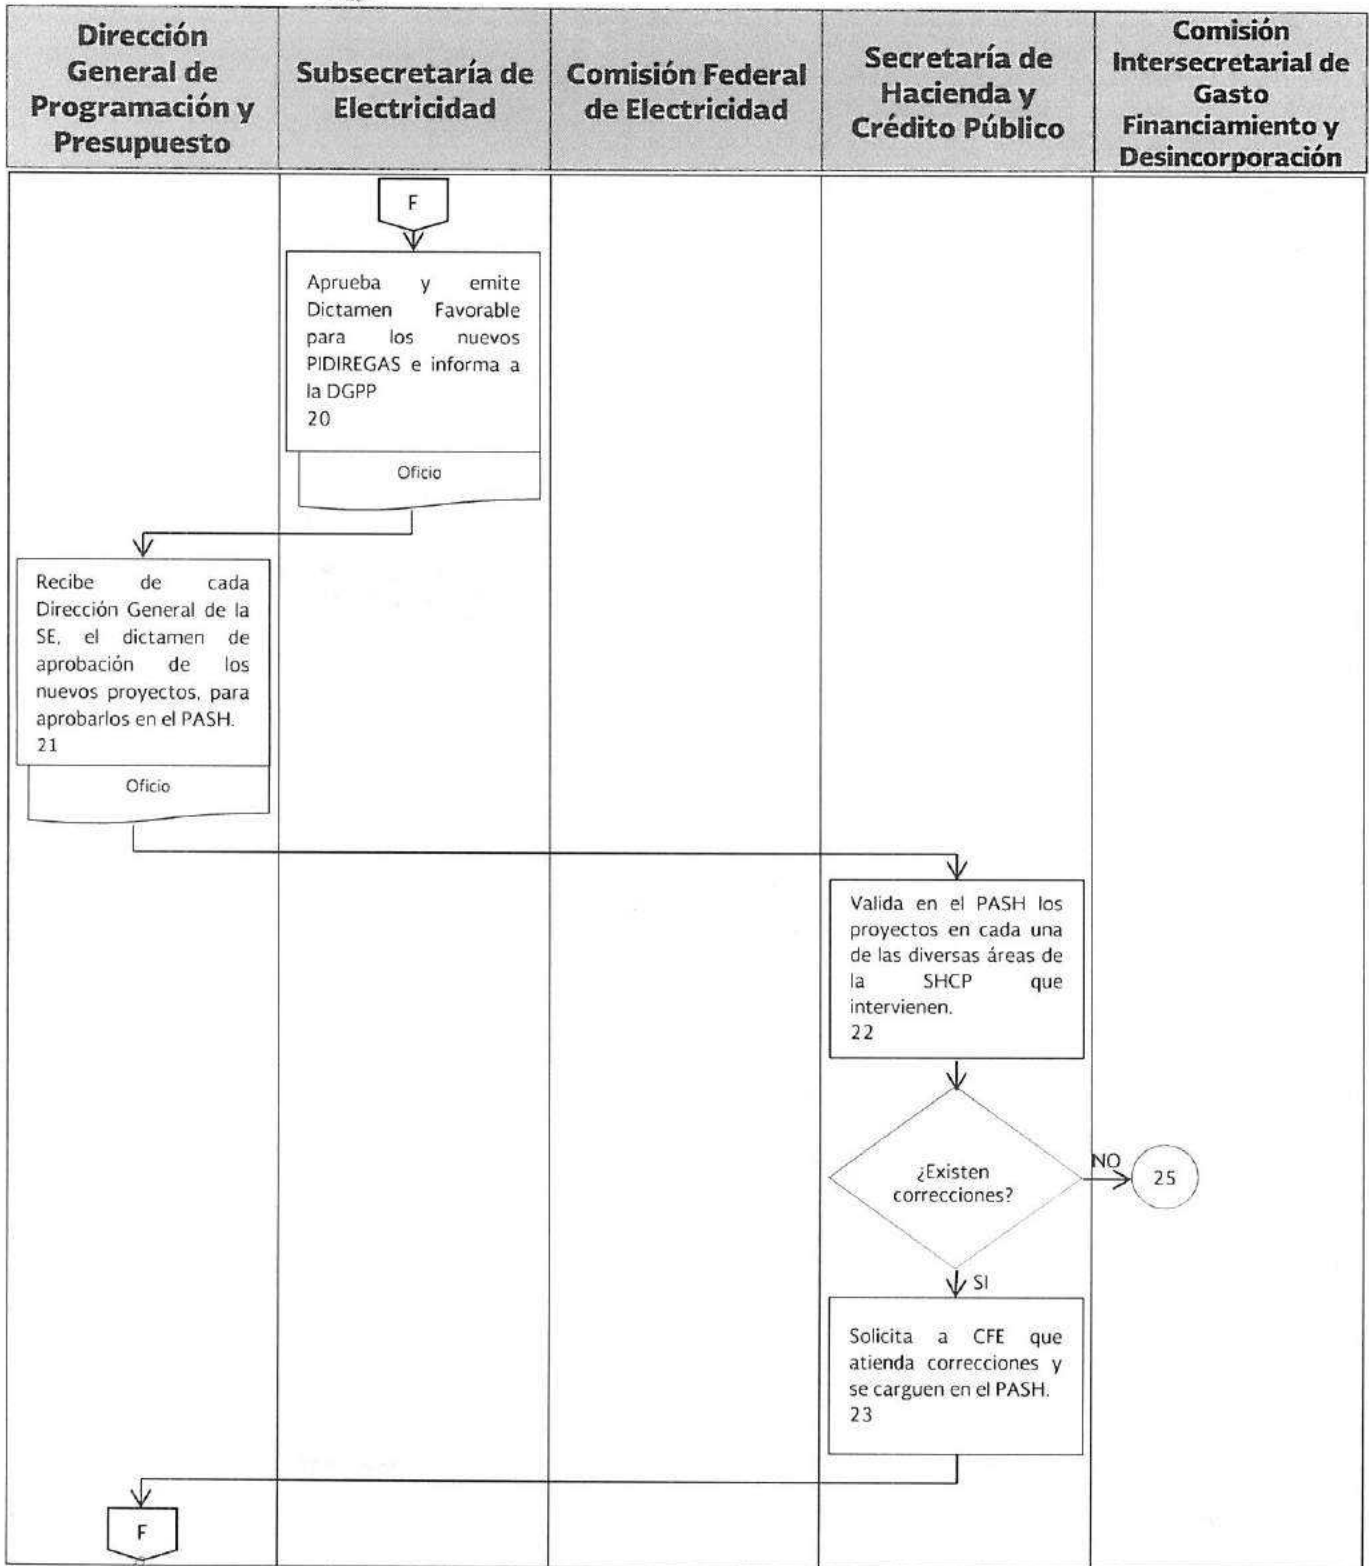 Dirección
General de
Programación y
Presupuesto
Subsecretaría de
Electricidad
Comisión Federal
de Electricidad
Secretaría de
Hacienda y
Crédito Público
Comisión
Intersecretarial de
Gasto
Financiamiento y
Desincorporación
F
Aprueba y emite
Dictamen Favorable
para los nuevos
PIDIREGAS e informa a
la DGPP
20
Oficio
Recibe de cada
Dirección General de la
SE, el dictamen de
aprobación de los
nuevos proyectos, para
aprobarlos en el PASH.
21
Oficio
Valida en el PASH los
proyectos en cada una
de las diversas áreas de
la SHCP que
intervienen.
22
¿Existen
correcciones?
NO
25
SI
Solicita a CFE que
atienda correcciones y
se carguen en el PASH.
23
F